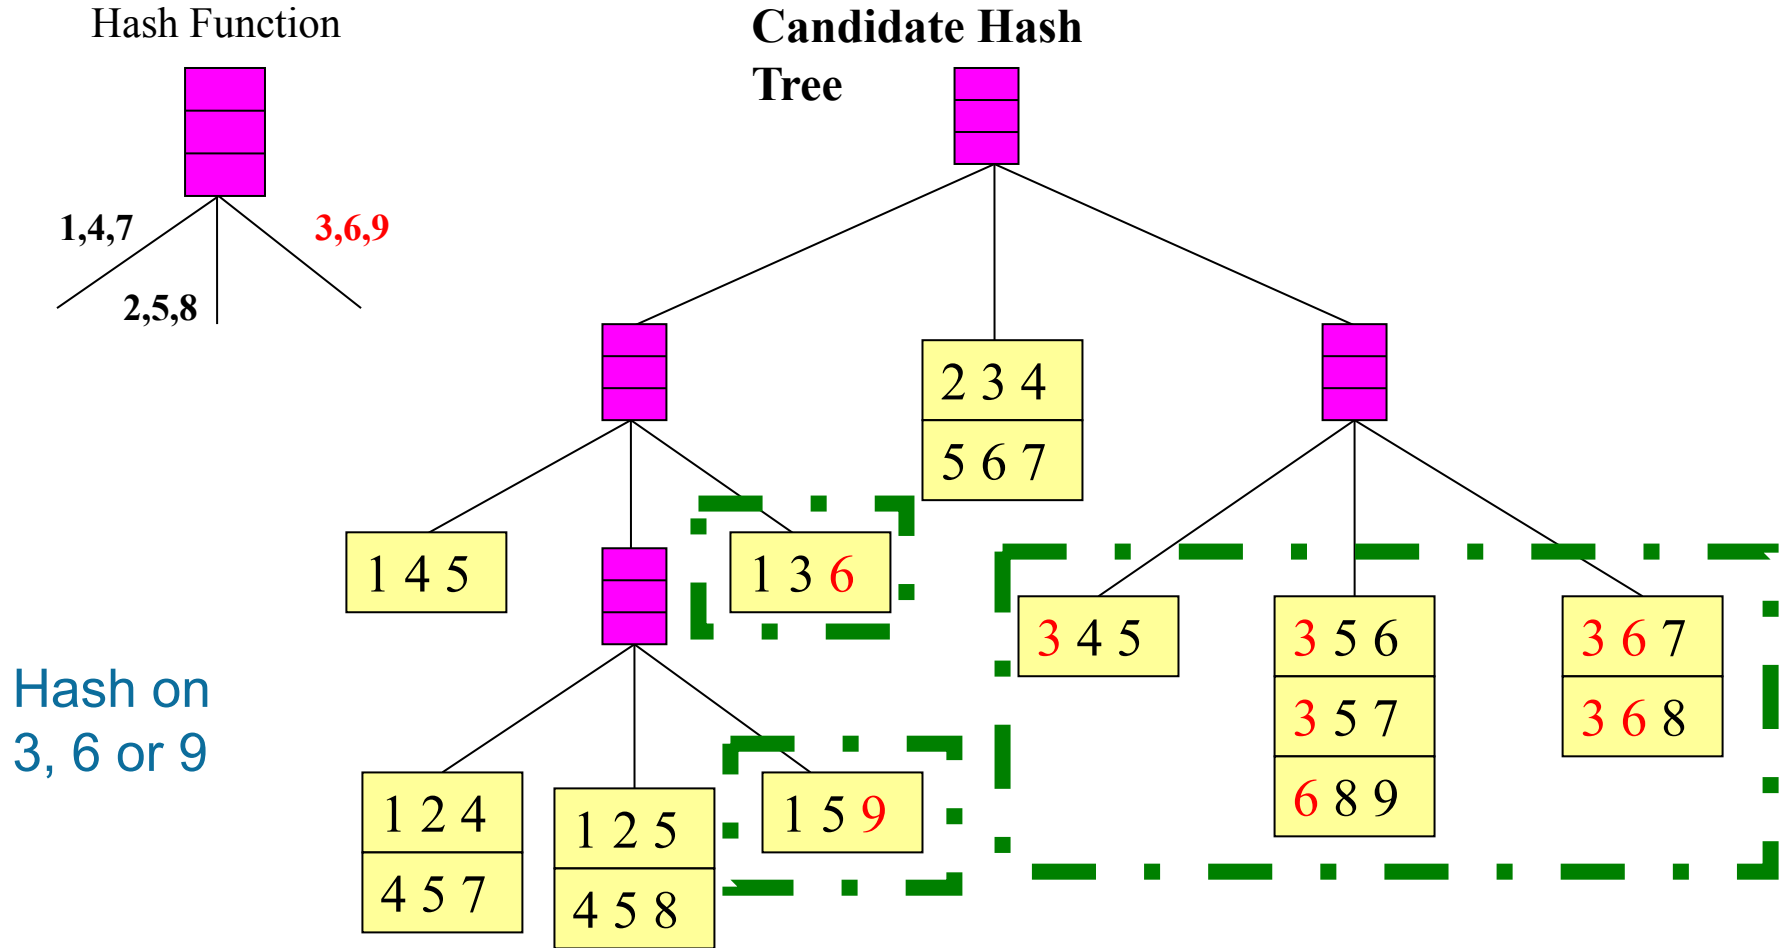 Hash Function
Candidate Hash
Tree
1,4,7
3,6,9
2,5,8
2 3 4
5 6 7
1 4 5
1 3 6
3 4 5
3 5 6
3 6 7
3 5 7
3 6 8
6 8 9
Hash on
3, 6 or 9
1 2 4
1 2 5
1 5 9
4 5 7
4 5 8